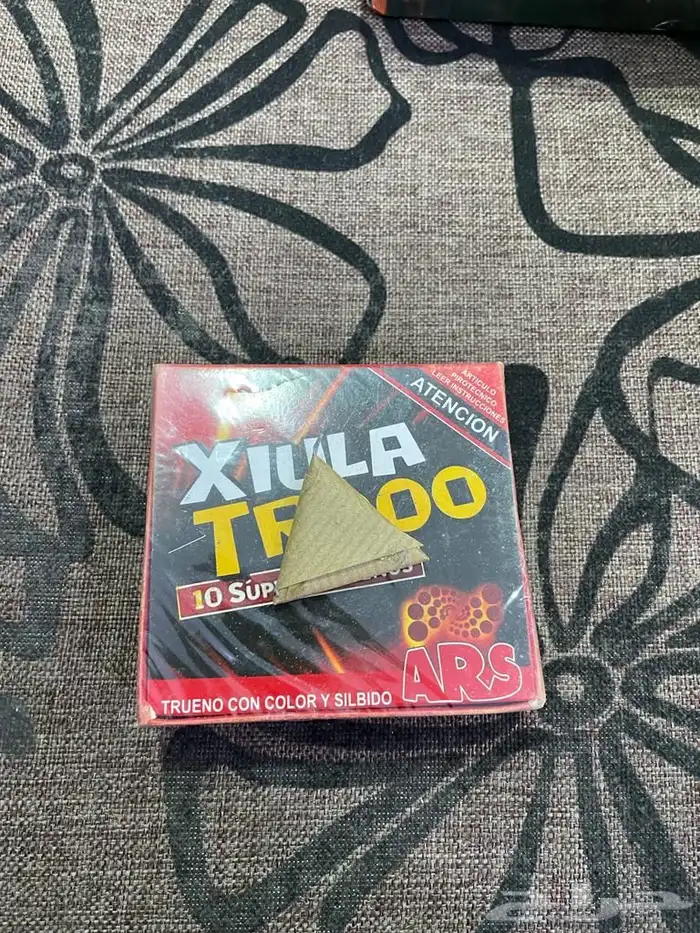 ARTICULO
PIROTECNICO.
LEER INSTRUCCIONES
ATENCION
XIULA
10
TRUENO CON COLOR Y SILBIDO
ARS